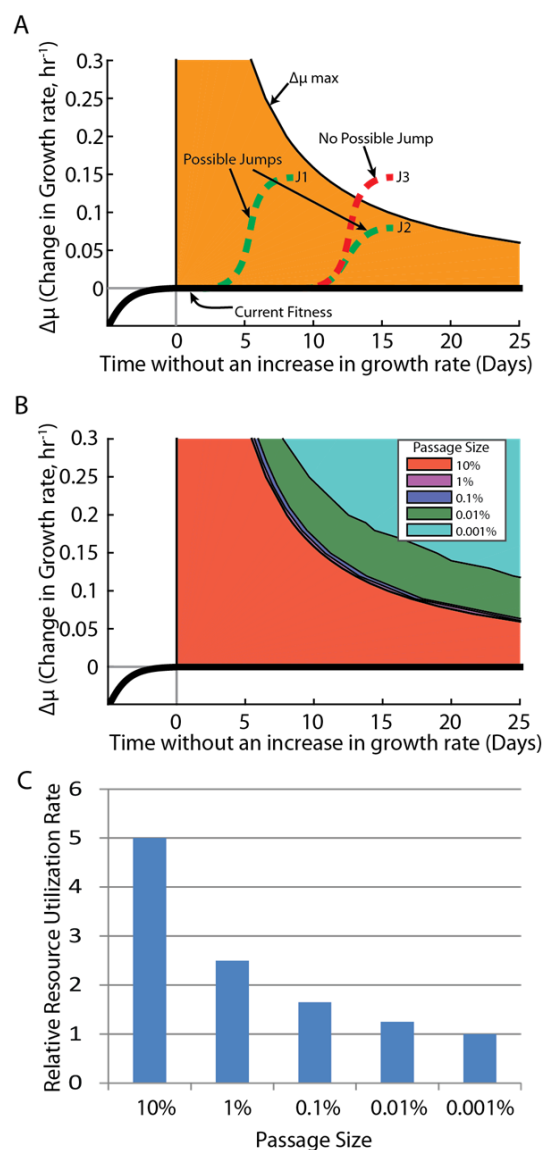 A
Δμ (Change in Growth rate, hr⁻¹)
0.3
0.25
0.2
0.15
0.1
0.05
0
Δμ max
No Possible Jump
Possible Jumps
J1
J3
J2
Current Fitness
0 5 10 15 20 25
Time without an increase in growth rate (Days)
B
Δμ (Change in Growth rate, hr⁻¹)
0.3
0.25
0.2
0.15
0.1
0.05
0
Passage Size
10%
1%
0.1%
0.01%
0.001%
0 5 10 15 20 25
Time without an increase in growth rate (Days)
C
Relative Resource Utilization Rate
6
5
4
3
2
1
0
10% 1% 0.1% 0.01% 0.001%
Passage Size